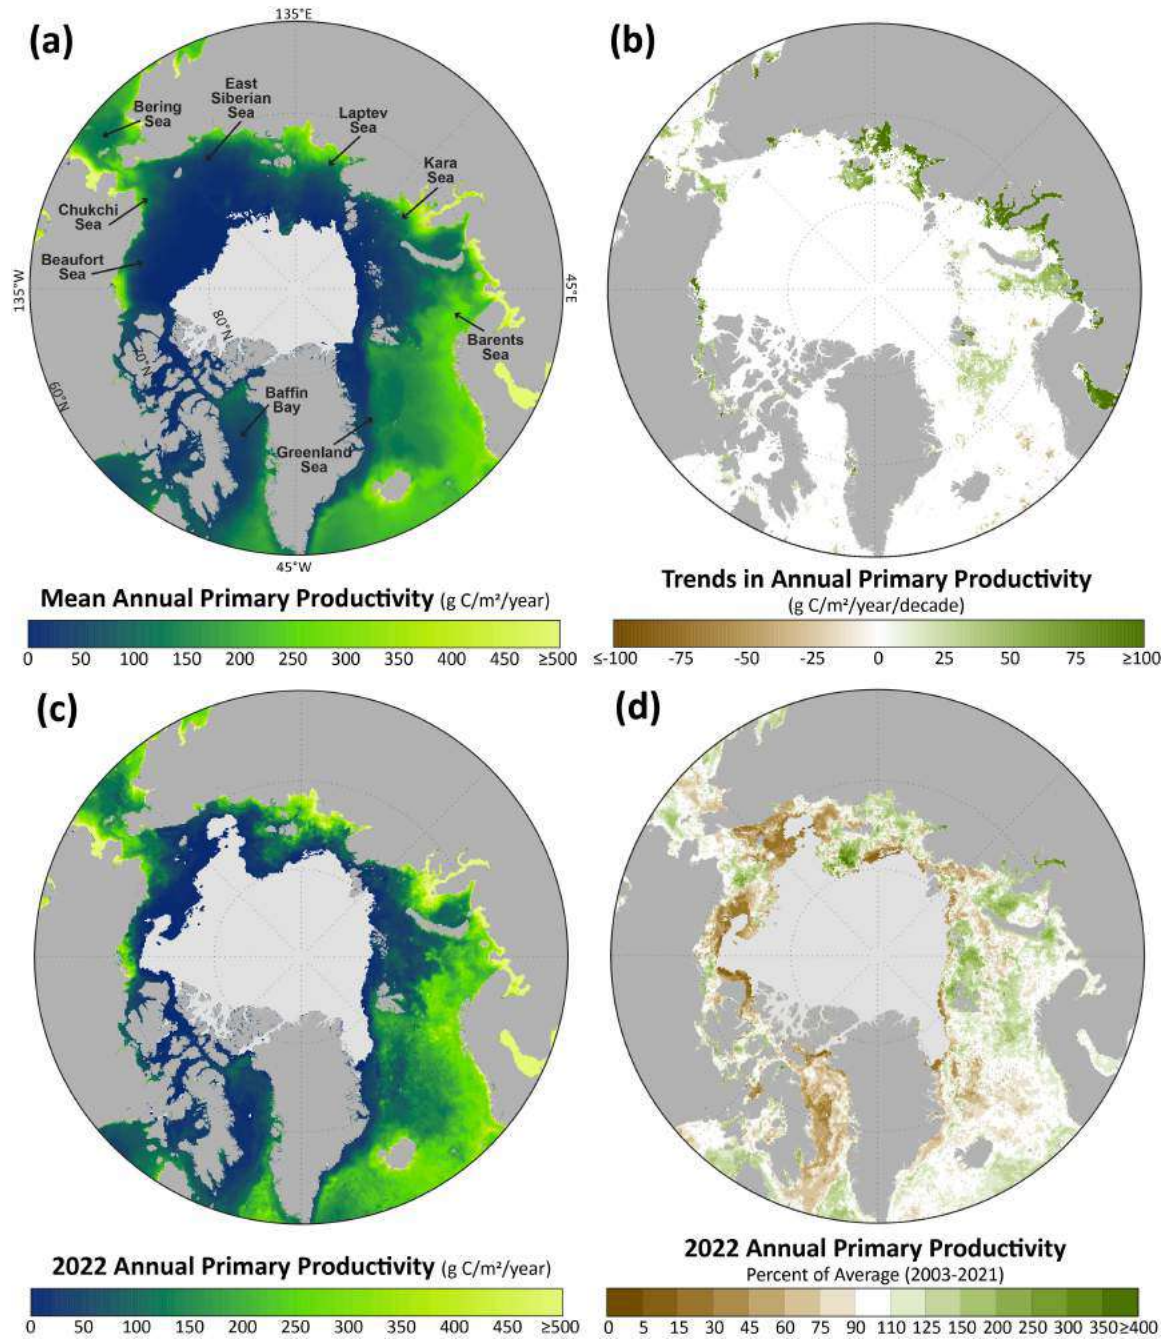 (a)
135°E
Bering
Sea
East
Siberian
Sea
Laptev
Sea
Kara
Sea
Chukchi
Sea
Beaufort
Sea
135°W
45°E
80°N
70°N
60°N
Barents
Sea
Baffin
Bay
Greenland
Sea
45°W
Mean Annual Primary Productivity (g C/m²/year)
0 50 100 150 200 250 300 350 400 450 ≥500
(b)
Trends in Annual Primary Productivity
(g C/m²/year/decade)
≤-100 -75 -50 -25 0 25 50 75 ≥100
(c)
2022 Annual Primary Productivity (g C/m²/year)
0 50 100 150 200 250 300 350 400 450 ≥500
(d)
2022 Annual Primary Productivity
Percent of Average (2003-2021)
0 5 15 30 45 60 75 90 110 125 150 200 250 300 350 ≥400